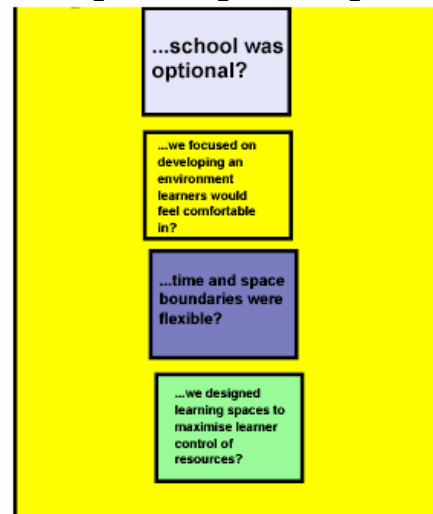 ...school was
optional?
...we focused on
developing an
environment
learners would
feel comfortable
in?
...time and space
boundaries were
flexible?
...we designed
learning spaces to
maximise learner
control of
resources?